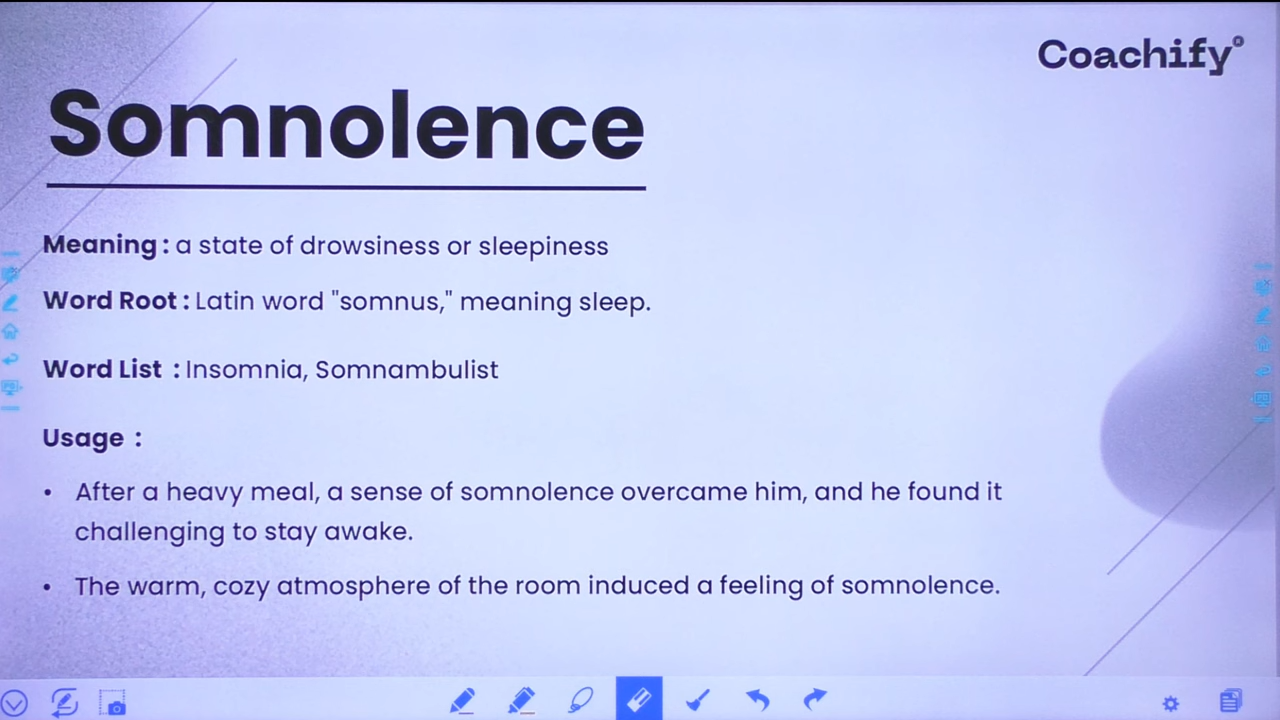 Coachify
Somnolence
Meaning : a state of drowsiness or sleepiness
Word Root : Latin word "somnus," meaning sleep.
Word List : Insomnia, Somnambulist
Usage :
• After a heavy meal, a sense of somnolence overcame him, and he found it
challenging to stay awake.
• The warm, cozy atmosphere of the room induced a feeling of somnolence.